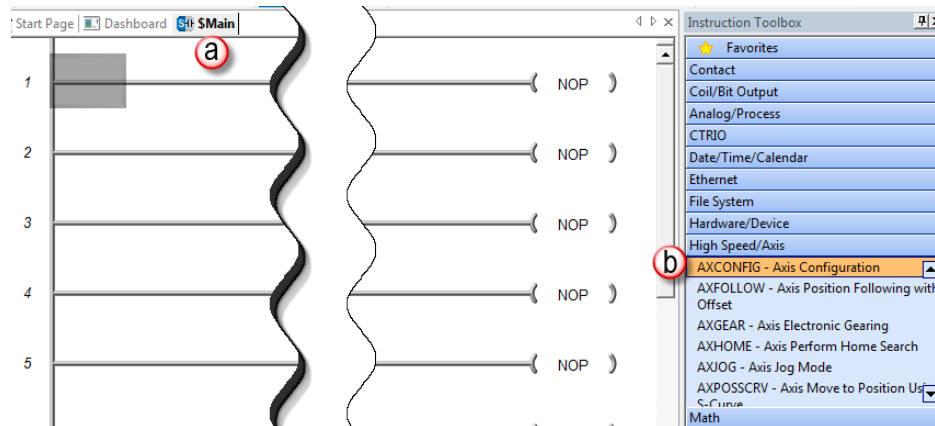 Start Page
Dashboard
$Main
a
1
NOP
2
NOP
3
NOP
4
NOP
5
NOP
Instruction Toolbox
Favorites
Contact
Coil/Bit Output
Analog/Process
CTRIO
Date/Time/Calendar
Ethernet
File System
Hardware/Device
High Speed/Axis
b
AXCONFIG - Axis Configuration
AXFOLLOW - Axis Position Following with
Offset
AXGEAR - Axis Electronic Gearing
AXHOME - Axis Perform Home Search
AXJOG - Axis Jog Mode
AXPOSSCRV - Axis Move to Position Us
S-Curve
Math